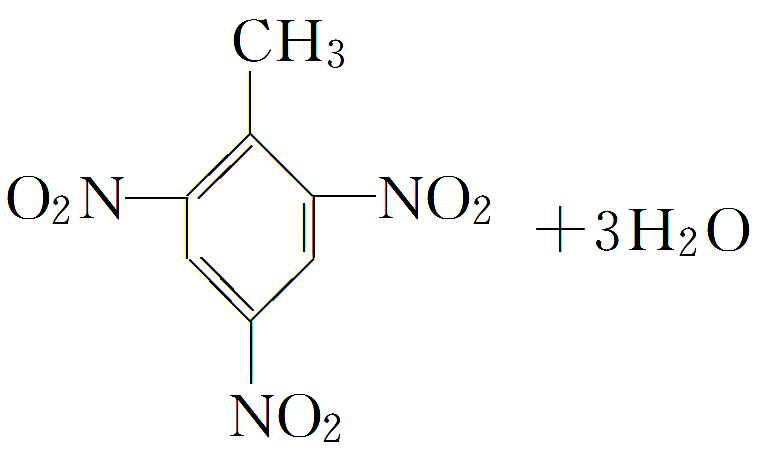 CH₃
O₂N NO₂ +3H₂O
NO₂